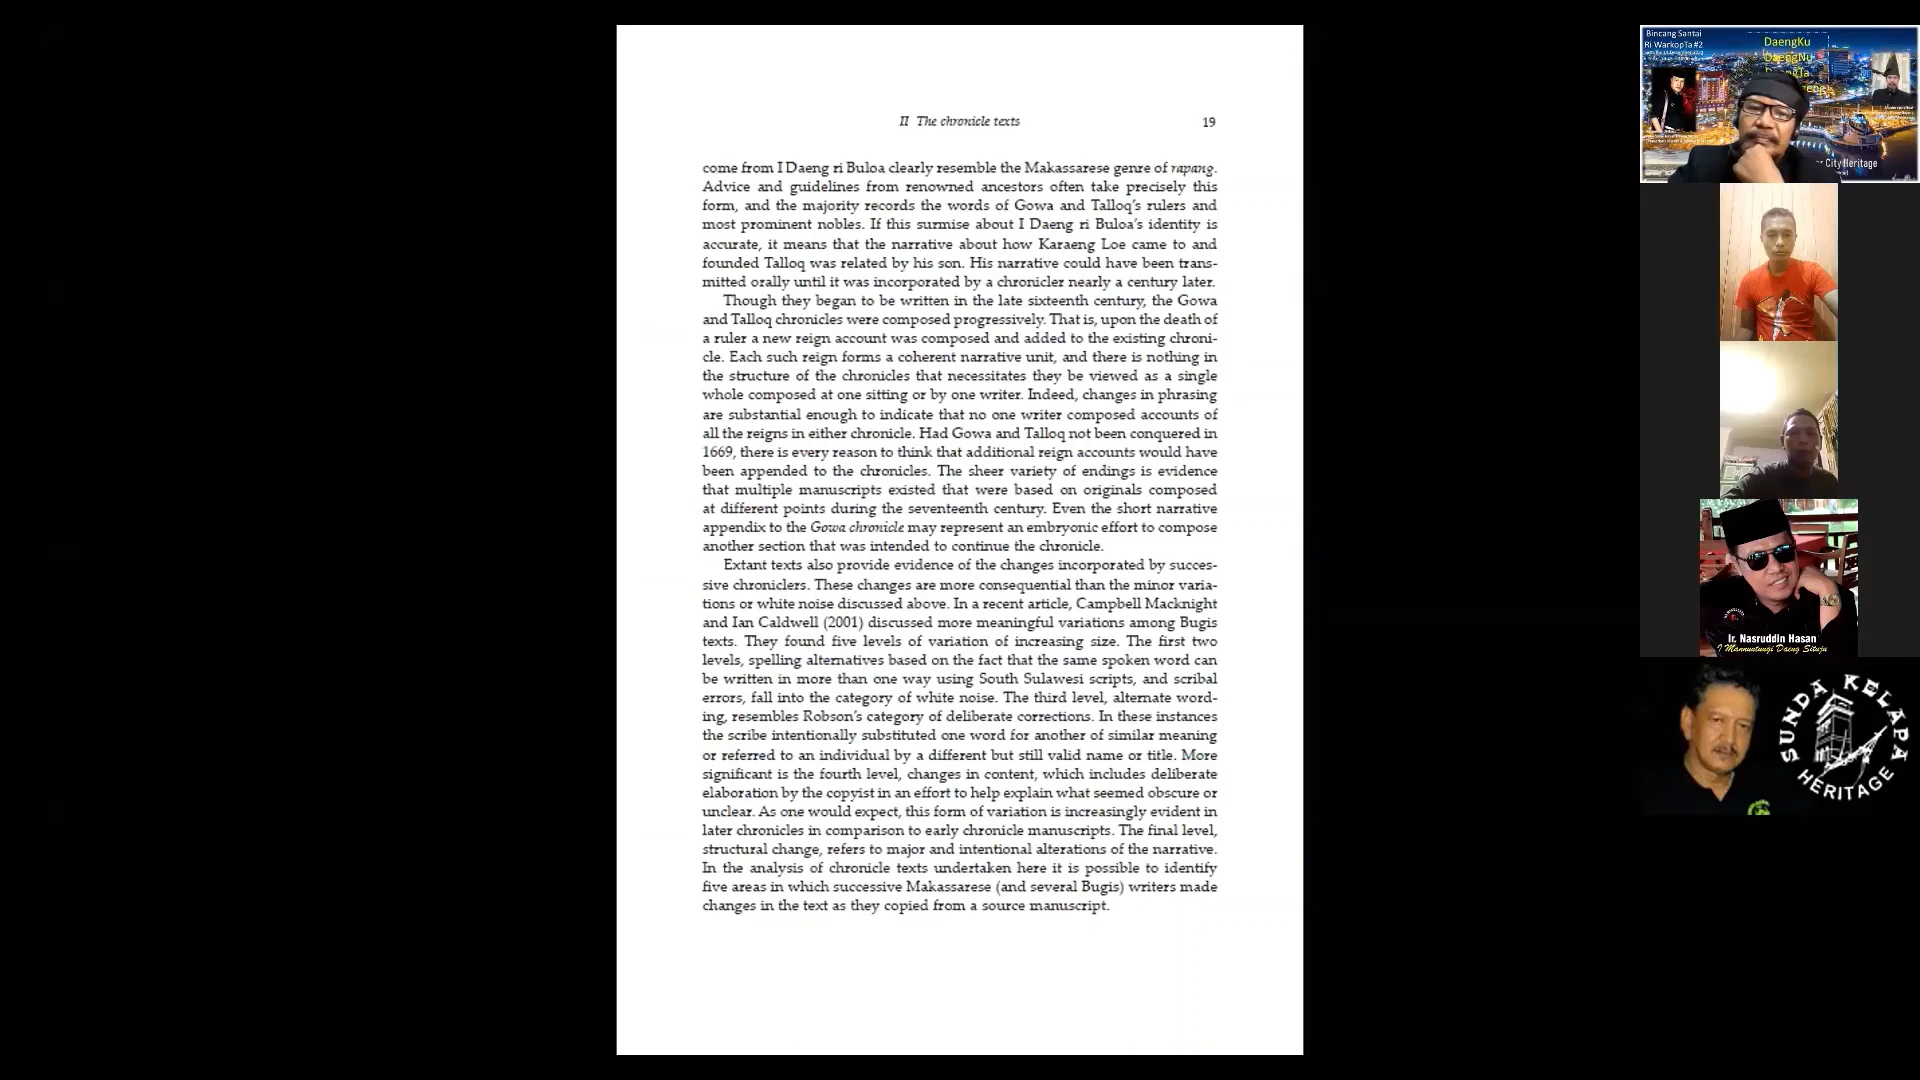 II The chronicle texts
19
come from I Daeng ri Buloa clearly resemble the Makassarese genre of rapang.
Advice and guidelines from renowned ancestors often take precisely this
form, and the majority records the words of Gowa and Talloq's rulers and
most prominent nobles. If this surmise about I Daeng ri Buloa's identity is
accurate, it means that the narrative about how Karaeng Loe came to and
founded Talloq was related by his son. His narrative could have been trans-
mitted orally until it was incorporated by a chronicler nearly a century later.
Though they began to be written in the late sixteenth century, the Gowa
and Talloq chronicles were composed progressively. That is, upon the death of
a ruler a new reign account was composed and added to the existing chroni-
cle. Each such reign forms a coherent narrative unit, and there is nothing in
the structure of the chronicles that necessitates they be viewed as a single
whole composed at one sitting or by one writer. Indeed, changes in phrasing
are substantial enough to indicate that no one writer composed accounts of
all the reigns in either chronicle. Had Gowa and Talloq not been conquered in
1669, there is every reason to think that additional reign accounts would have
been appended to the chronicles. The sheer variety of endings is evidence
that multiple manuscripts existed that were based on originals composed
at different points during the seventeenth century. Even the short narrative
appendix to the Gowa chronicle may represent an embryonic effort to compose
another section that was intended to continue the chronicle.
Extant texts also provide evidence of the changes incorporated by succes-
sive chroniclers. These changes are more consequential than the minor varia-
tions or white noise discussed above. In a recent article, Campbell Macknight
and Ian Caldwell (2001) discussed more meaningful variations among Bugis
texts. They found five levels of variation of increasing size. The first two
levels, spelling alternatives based on the fact that the same spoken word can
be written in more than one way using South Sulawesi scripts, and scribal
errors, fall into the category of white noise. The third level, alternate word-
ing, resembles Robson's category of deliberate corrections. In these instances
the scribe intentionally substituted one word for another of similar meaning
or referred to an individual by a different but still valid name or title. More
significant is the fourth level, changes in content, which includes deliberate
elaboration by the copyist in an effort to help explain what seemed obscure or
unclear. As one would expect, this form of variation is increasingly evident in
later chronicles in comparison to early chronicle manuscripts. The final level,
structural change, refers to major and intentional alterations of the narrative.
In the analysis of chronicle texts undertaken here it is possible to identify
five areas in which successive Makassarese (and several Bugis) writers made
changes in the text as they copied from a source manuscript.
Bincang Santai
Ri WarkopTa #2
DaengKu
DaengNu
City Heritage
Ir. Nasruddin Hasan
I Mannuntungi Daeng Situju
SUNDA KELAPA
HERITAGE